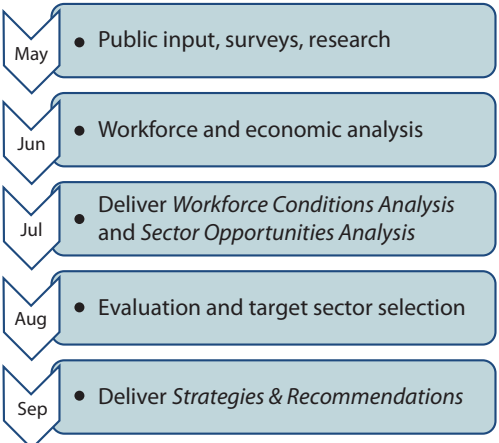 May
• Public input, surveys, research
Jun
• Workforce and economic analysis
Jul
• Deliver Workforce Conditions Analysis
and Sector Opportunities Analysis
Aug
• Evaluation and target sector selection
Sep
• Deliver Strategies & Recommendations